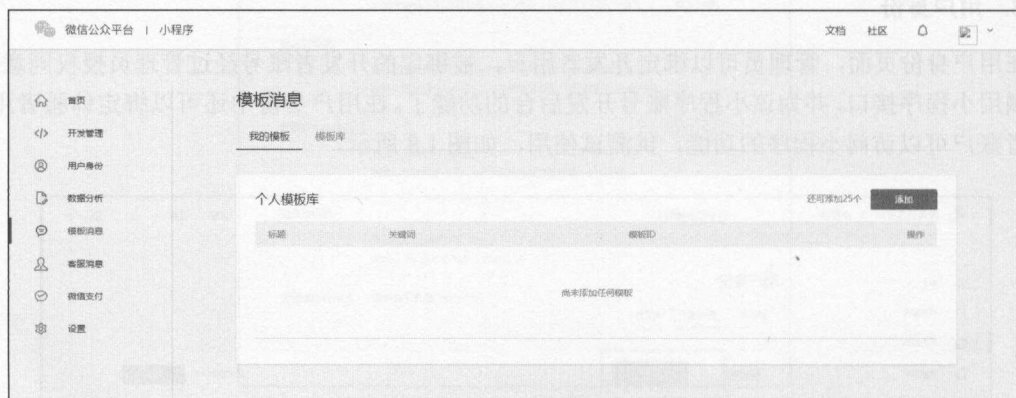 微信公众平台 | 小程序
文档 社区
首页
开发管理
用户身份
数据分析
模板消息
客服消息
微信支付
设置
模板消息
我的模板 模板库
个人模板库
还可添加25个 添加
标题 关键词 模板ID 操作
尚未添加任何模板